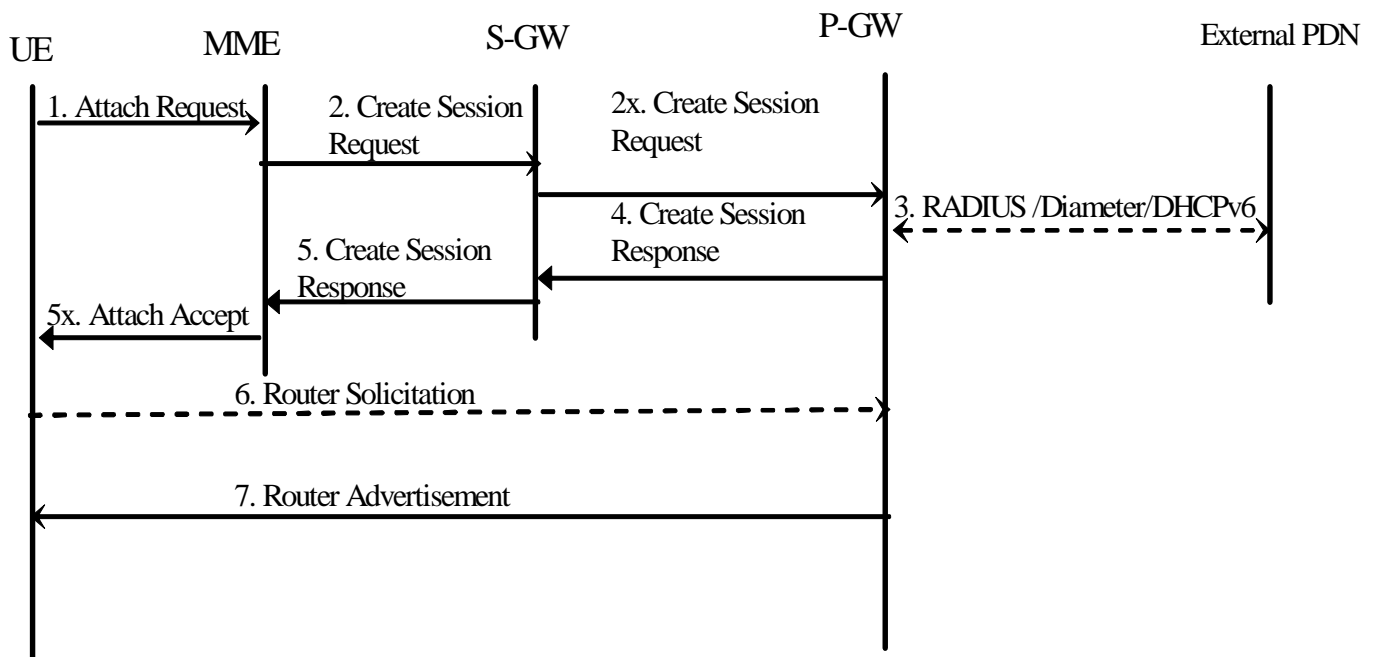 UE
MME
S-GW
P-GW
External PDN
1. Attach Request
2. Create Session
Request
2x. Create Session
Request
3. RADIUS /Diameter/DHCPv6
4. Create Session
Response
5. Create Session
Response
5x. Attach Accept
6. Router Solicitation
7. Router Advertisement